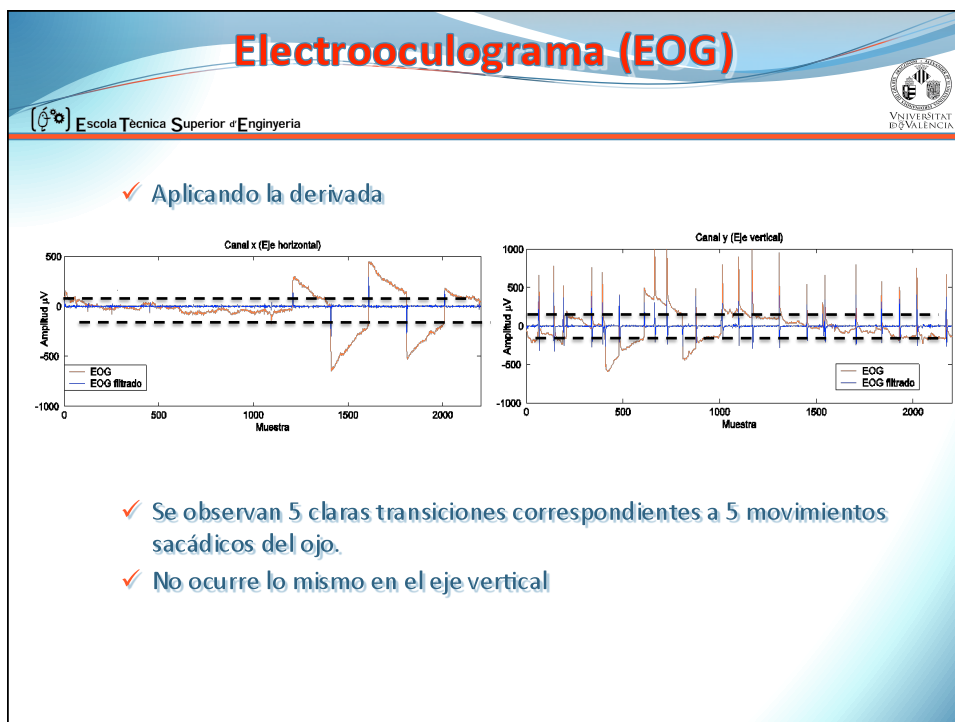 Electrooculograma (EOG)
Escola Tècnica Superior d'Enginyeria
VNIVERSITAT
DE VALÈNCIA
Aplicando la derivada
Canal x (Eje horizontal)
500
0
-500
-1000
Amplitud µV
EOG
EOG filtrado
0 500 1000 1500 2000
Muestra
Canal y (Eje vertical)
1000
500
0
-500
-1000
Amplitud µV
EOG
EOG filtrado
0 500 1000 1500 2000
Muestra
Se observan 5 claras transiciones correspondientes a 5 movimientos
sacádicos del ojo.
No ocurre lo mismo en el eje vertical